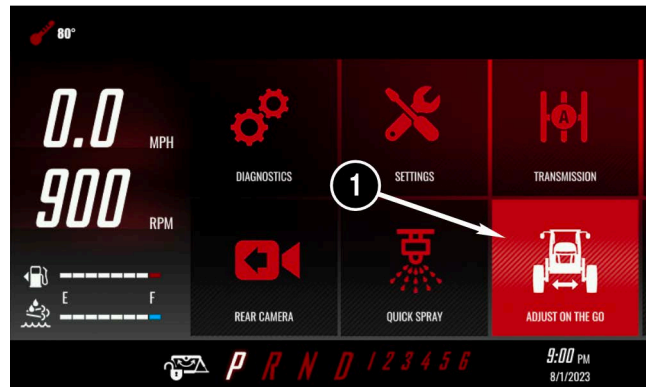 80°
0.0 MPH
900 RPM
E F
DIAGNOSTICS
SETTINGS
A
TRANSMISSION
1
REAR CAMERA
QUICK SPRAY
ADJUST ON THE GO
P R N D 1 2 3 4 5 6
9:00 PM
8/1/2023